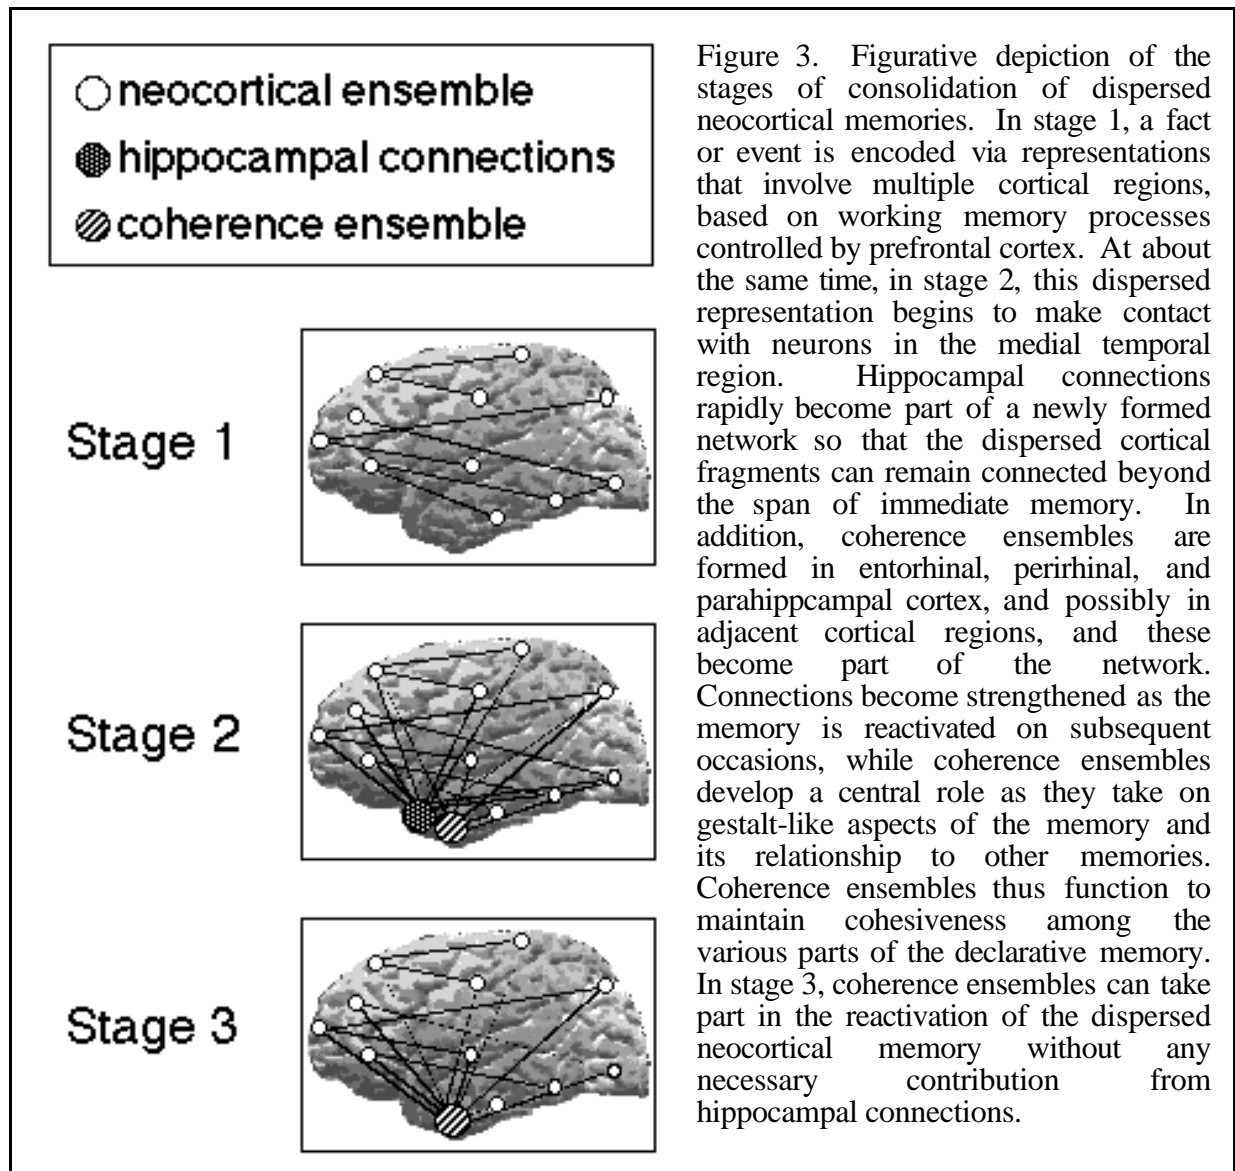 neocortical ensemble
hippocampal connections
coherence ensemble
Stage 1
Stage 2
Stage 3
Figure 3. Figurative depiction of the
stages of consolidation of dispersed
neocortical memories. In stage 1, a fact
or event is encoded via representations
that involve multiple cortical regions,
based on working memory processes
controlled by prefrontal cortex. At about
the same time, in stage 2, this dispersed
representation begins to make contact
with neurons in the medial temporal
region. Hippocampal connections
rapidly become part of a newly formed
network so that the dispersed cortical
fragments can remain connected beyond
the span of immediate memory. In
addition, coherence ensembles are
formed in entorhinal, perirhinal, and
parahippcampal cortex, and possibly in
adjacent cortical regions, and these
become part of the network.
Connections become strengthened as the
memory is reactivated on subsequent
occasions, while coherence ensembles
develop a central role as they take on
gestalt-like aspects of the memory and
its relationship to other memories.
Coherence ensembles thus function to
maintain cohesiveness among the
various parts of the declarative memory.
In stage 3, coherence ensembles can take
part in the reactivation of the dispersed
neocortical memory without any
necessary contribution from
hippocampal connections.